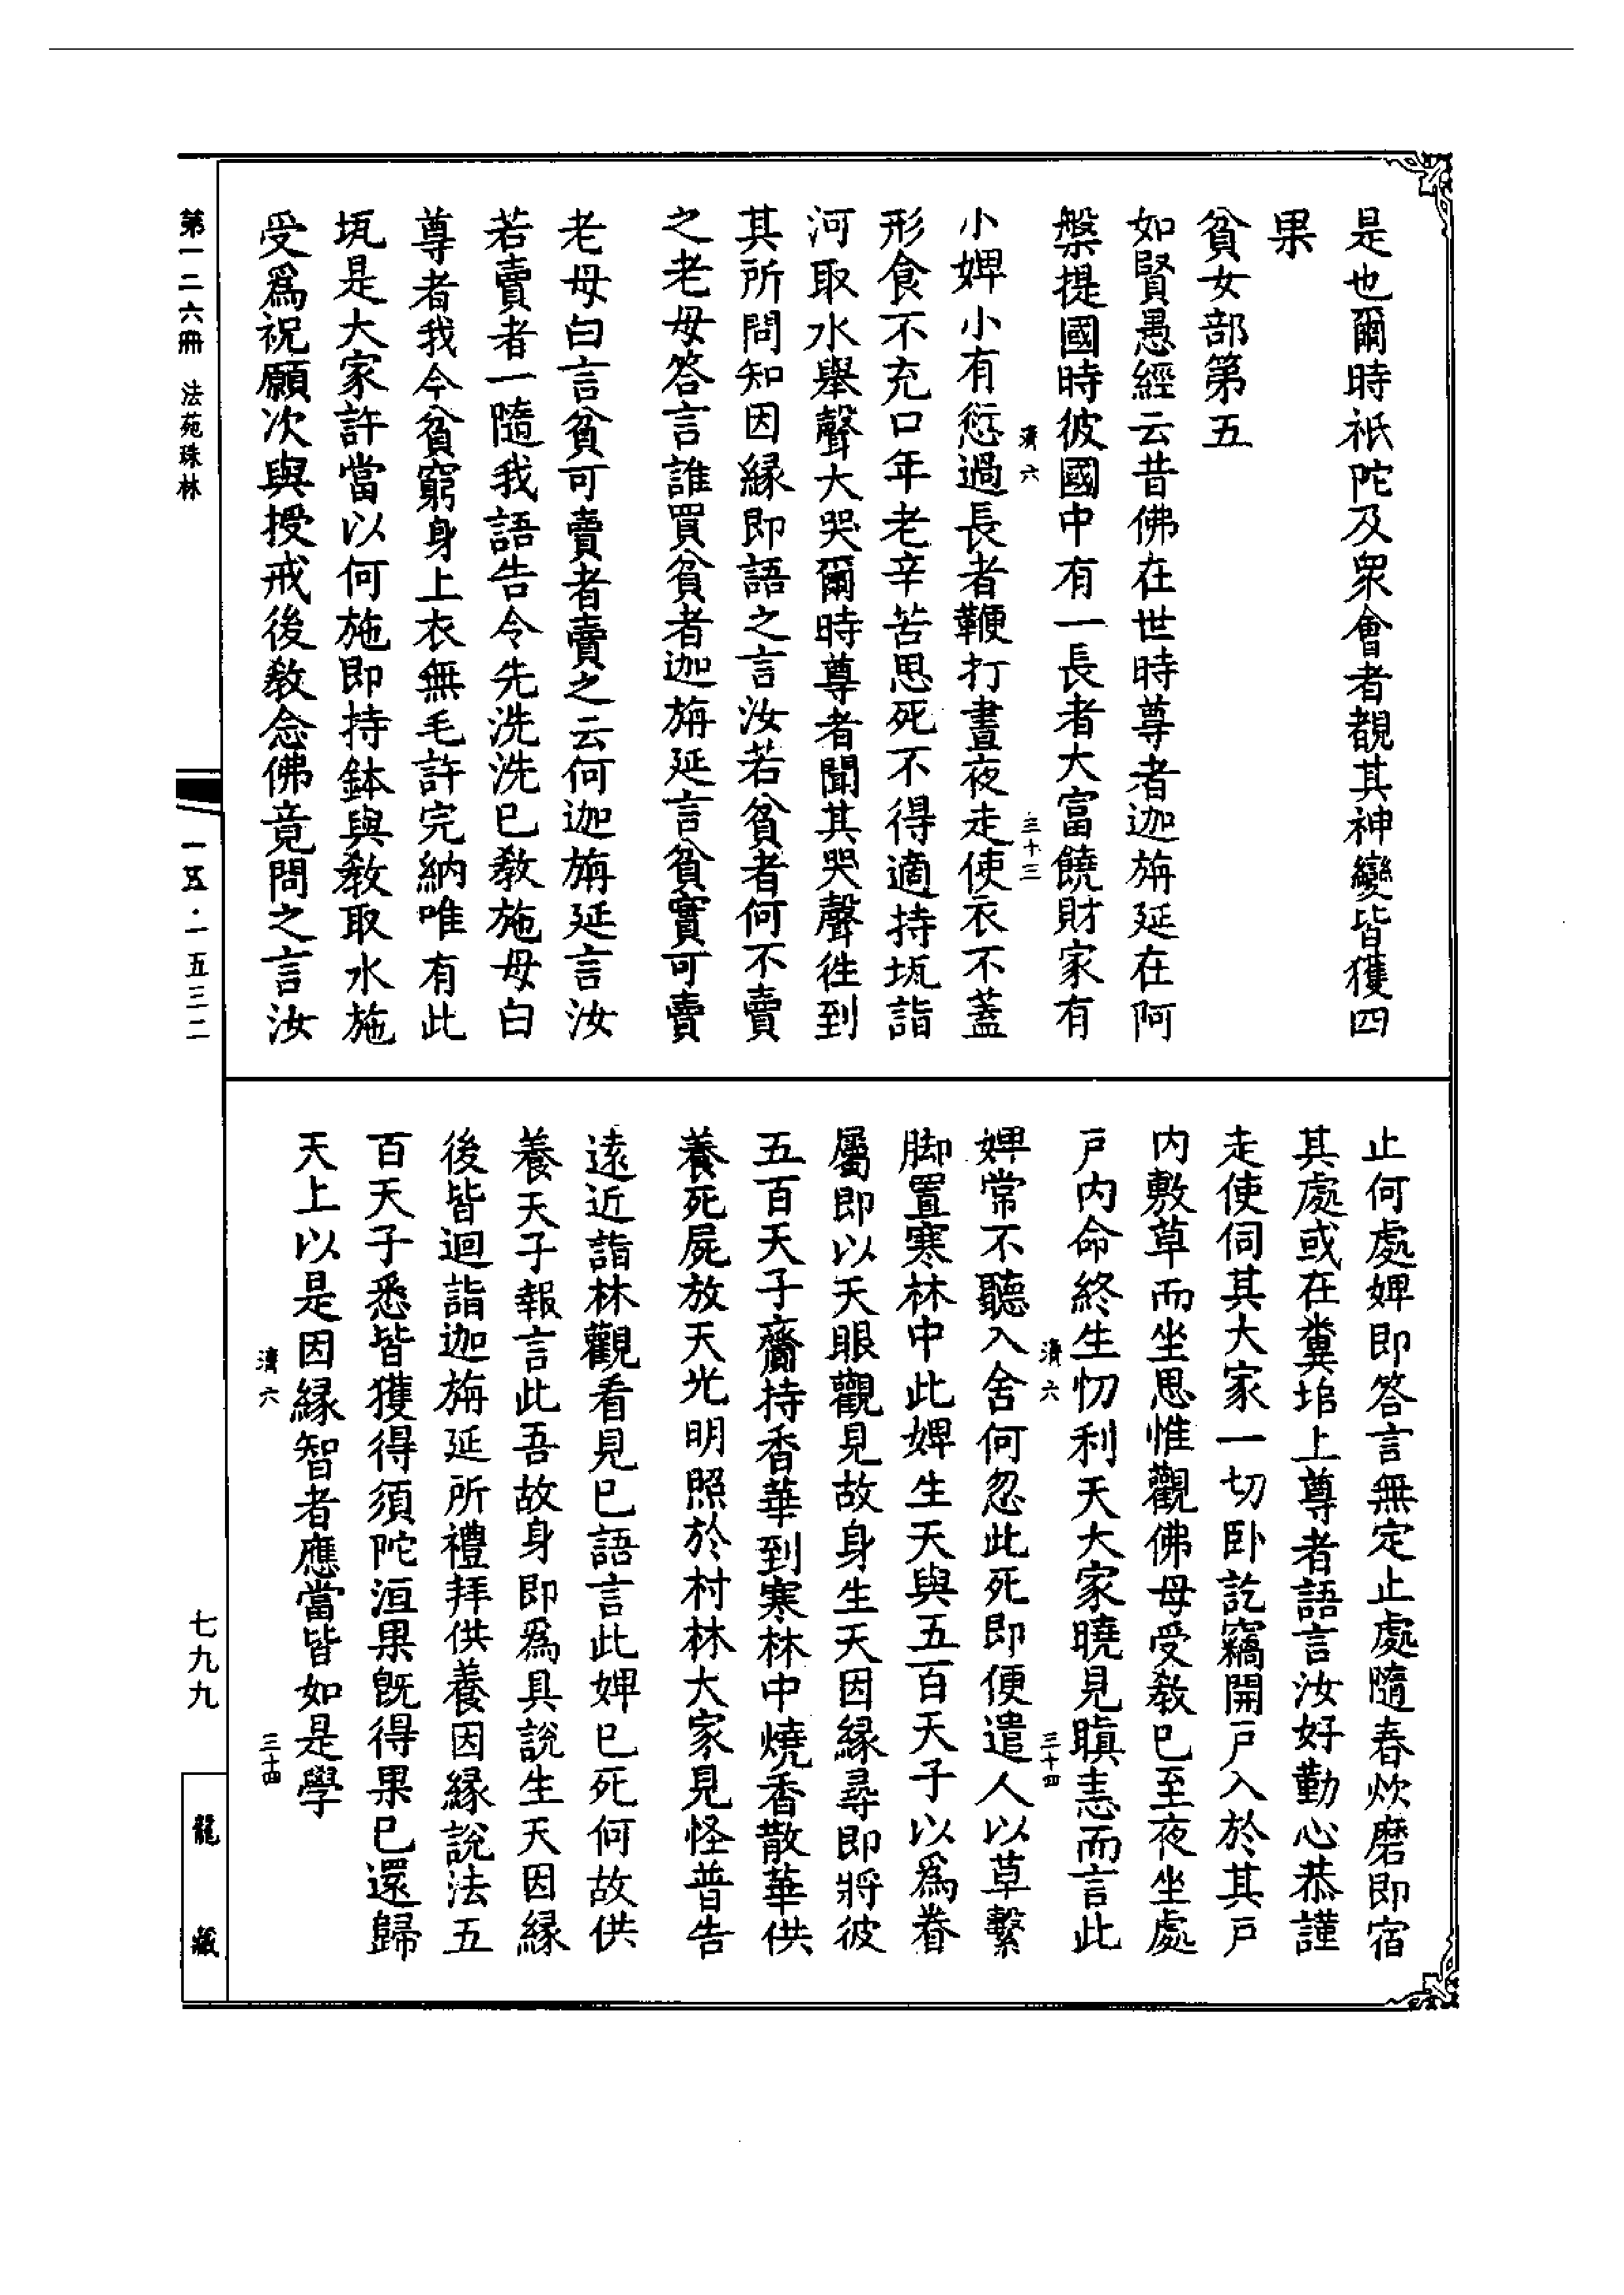 是也爾時祇陀及眾會者覩其神變皆獲四
果
貧女部第五
如賢愚經云昔佛在世時尊者迦旃延在阿
槃提國時彼國中有一長者大富饒財家有
濟六 三十三
小婢小有愆過長者鞭打晝夜走使衣不蓋
形食不充口年老辛苦思死不得適持瓨詣
河取水舉聲大哭爾時尊者聞其哭聲徃到
其所問知因縁即語之言汝若貧者何不賣
之老母答言誰買貧者迦旃延言貧實可賣
老母白言貧可賣者賣之云何迦旃延言汝
若賣者一隨我語告令先洗洗已教施母白
尊者我今貧窮身上衣無毛許完納唯有此
瓨是大家許當以何施即持鉢與教取水施
受爲祝願次與授戒後教念佛竟問之言汝
止何處婢即答言無定止處隨舂炊磨即宿
其處或在糞堆上尊者語言汝好勤心恭謹
走使伺其大家一切卧訖竊開戸入於其戸
内敷草而坐思惟觀佛母受教已至夜坐處
戸内命終生忉利天大家曉見瞋恚而言此
濟六 三十四
婢常不聽入舍何忽此死即便遣人以草繫
脚置寒林中此婢生天與五百天子以爲眷
屬即以天眼觀見故身生天因縁尋即將彼
五百天子齎持香華到寒林中燒香散華供
養死屍放天光明照於村林大家見怪普告
遠近詣林觀看見已語言此婢已死何故供
養天子報言此吾故身即爲具說生天因縁
後皆迴詣迦旃延所禮拜供養因縁說法五
百天子悉皆獲得須陀洹果旣得果已還歸
天上以是因縁智者應當皆如是學
濟六 三十四
第一二六冊 法苑珠林
一五·一五三二
七九九
龍藏